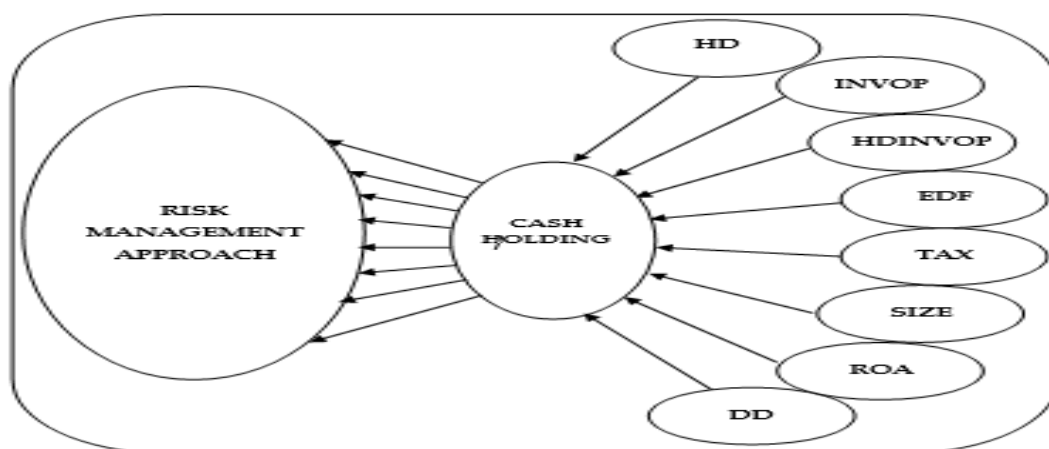 HD
INVOP
HDINVOP
EDF
TAX
SIZE
ROA
DD
CASH
HOLDING
RISK
MANAGEMENT
APPROACH